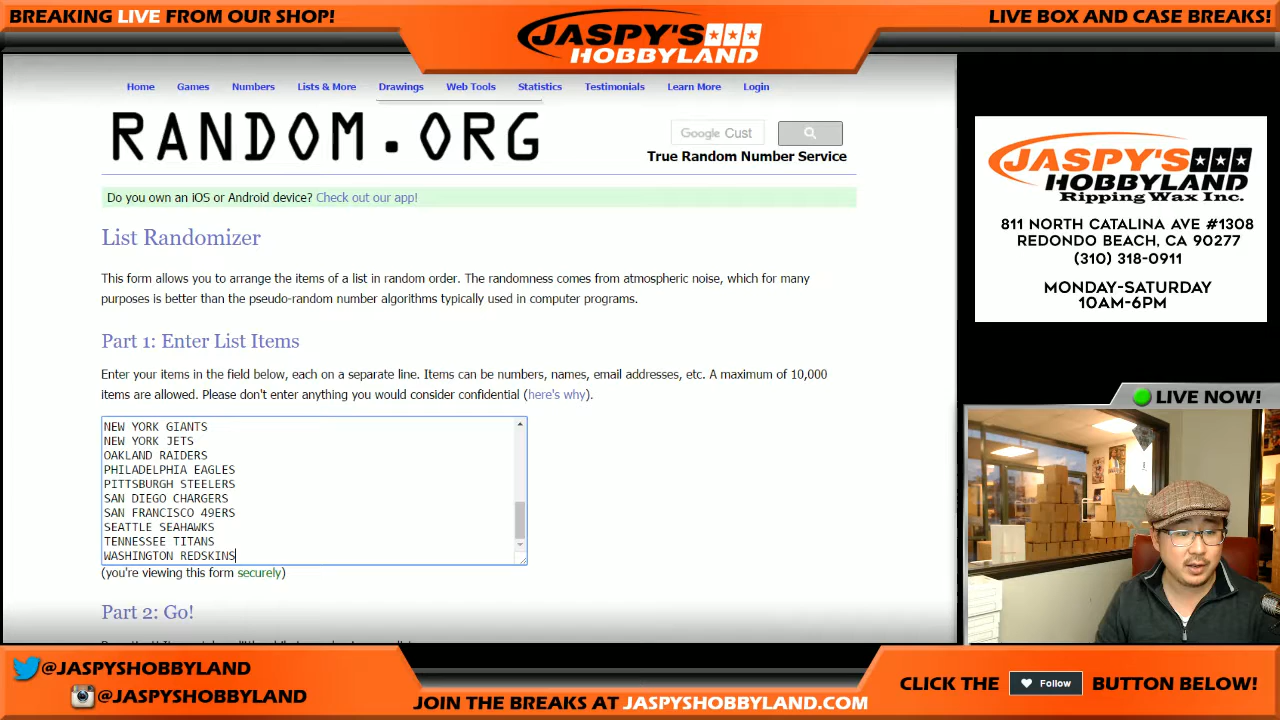 BREAKING LIVE FROM OUR SHOP!
JASPY'S
HOBBYLAND
LIVE BOX AND CASE BREAKS!
Home Games Numbers Lists & More Drawings Web Tools Statistics Testimonials Learn More Login
RANDOM.ORG
Google Cust
True Random Number Service
Do you own an iOS or Android device? Check out our app!
List Randomizer
This form allows you to arrange the items of a list in random order. The randomness comes from atmospheric noise, which for many
purposes is better than the pseudo-random number algorithms typically used in computer programs.
Part 1: Enter List Items
Enter your items in the field below, each on a separate line. Items can be numbers, names, email addresses, etc. A maximum of 10,000
items are allowed. Please don't enter anything you would consider confidential (here's why).
NEW YORK GIANTS
NEW YORK JETS
OAKLAND RAIDERS
PHILADELPHIA EAGLES
PITTSBURGH STEELERS
SAN DIEGO CHARGERS
SAN FRANCISCO 49ERS
SEATTLE SEAHAWKS
TENNESSEE TITANS
WASHINGTON REDSKINS
(you're viewing this form securely)
Part 2: Go!
JASPY'S
HOBBYLAND
Ripping Wax Inc.
811 NORTH CATALINA AVE #1308
REDONDO BEACH, CA 90277
(310) 318-0911
MONDAY-SATURDAY
10AM-6PM
LIVE NOW!
@JASPYSHOBBYLAND
@JASPYSHOBBYLAND
JOIN THE BREAKS AT JASPYSHOBBYLAND.COM
CLICK THE Follow BUTTON BELOW!